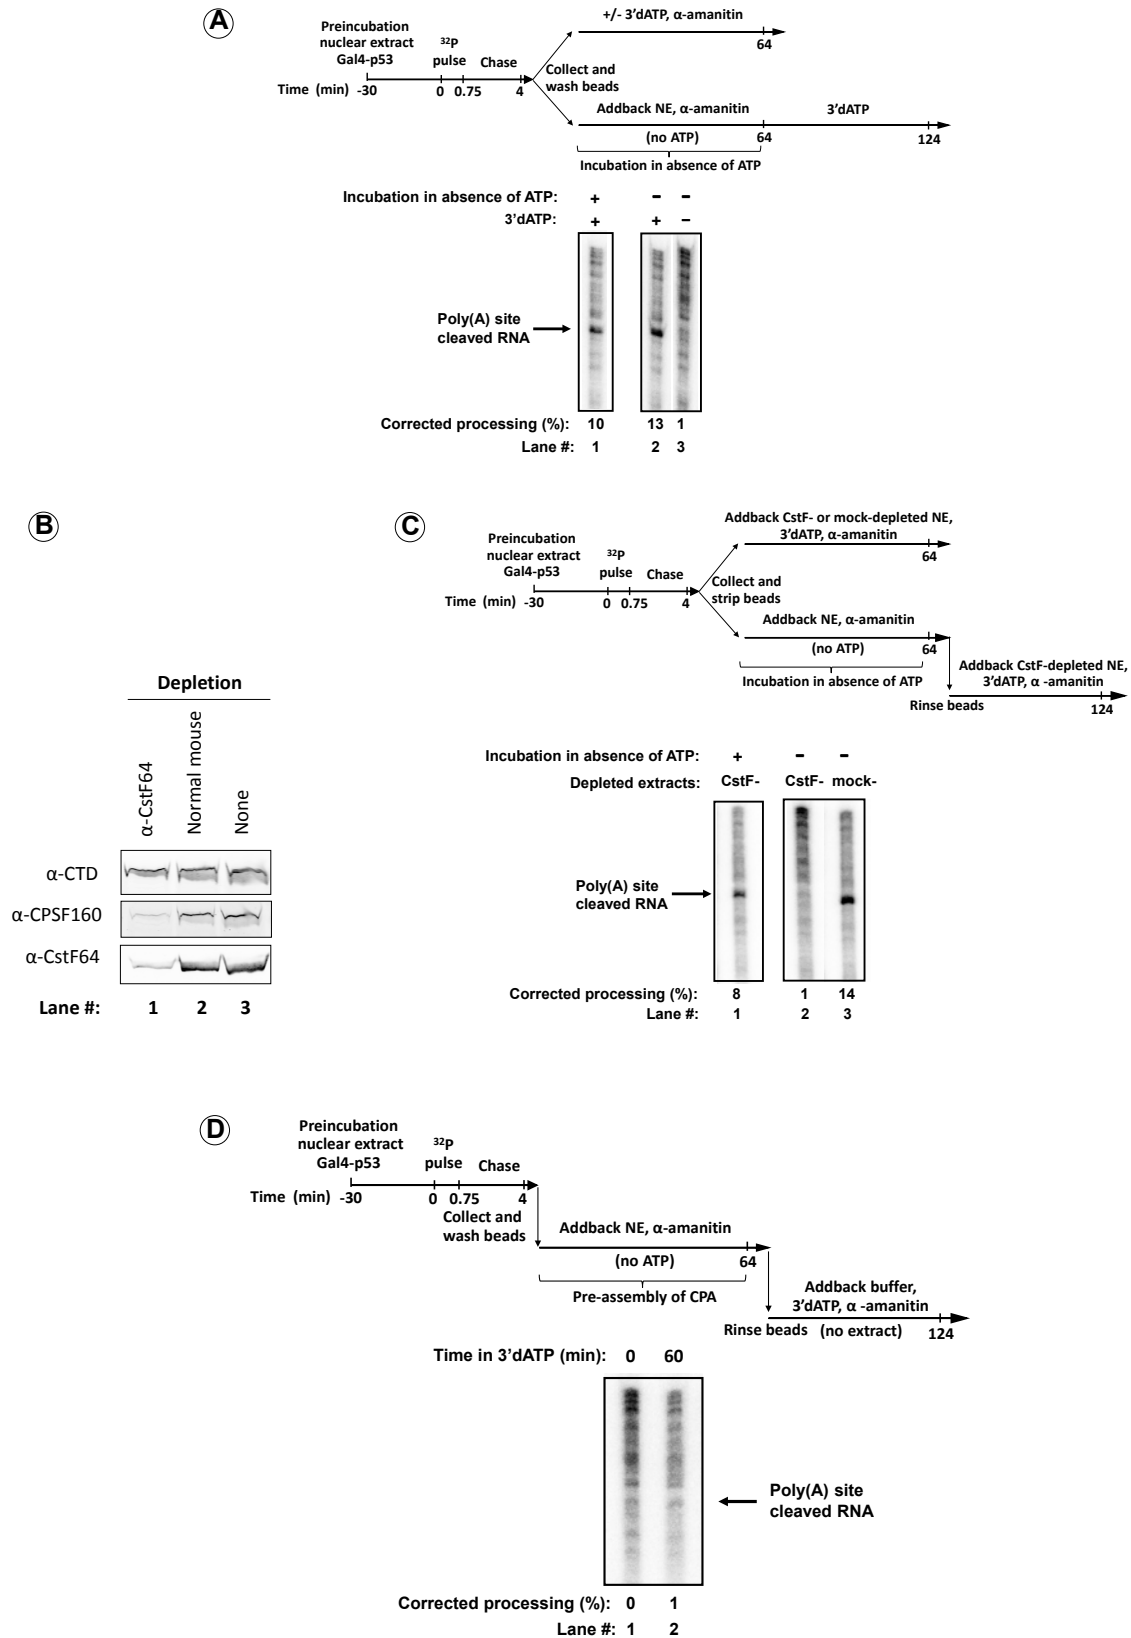 A
Preincubation
nuclear extract
Gal4-p53
32P
pulse
Chase
Time (min) -30 0 0.75 4
Collect and
wash beads
+/- 3'dATP, α-amanitin
64
Addback NE, α-amanitin
3'dATP
(no ATP)
64
124
Incubation in absence of ATP
Incubation in absence of ATP: + – –
3'dATP: + + –
Poly(A) site
cleaved RNA
Corrected processing (%): 10 13 1
Lane #: 1 2 3
B
Depletion
α-CstF64
Normal mouse
None
α-CTD
α-CPSF160
α-CstF64
Lane #: 1 2 3
C
Preincubation
nuclear extract
Gal4-p53
32P
pulse
Chase
Time (min) -30 0 0.75 4
Collect and
strip beads
Addback CstF- or mock-depleted NE,
3'dATP, α-amanitin
64
Addback NE, α-amanitin
(no ATP)
64
Incubation in absence of ATP
Rinse beads
Addback CstF-depleted NE,
3'dATP, α -amanitin
124
Incubation in absence of ATP: + – –
Depleted extracts: CstF- CstF- mock-
Poly(A) site
cleaved RNA
Corrected processing (%): 8 1 14
Lane #: 1 2 3
D
Preincubation
nuclear extract
Gal4-p53
32P
pulse
Chase
Time (min) -30 0 0.75 4
Collect and
wash beads
Addback NE, α-amanitin
(no ATP)
64
Pre-assembly of CPA
Addback buffer,
3'dATP, α -amanitin
Rinse beads (no extract) 124
Time in 3'dATP (min): 0 60
Poly(A) site
cleaved RNA
Corrected processing (%): 0 1
Lane #: 1 2